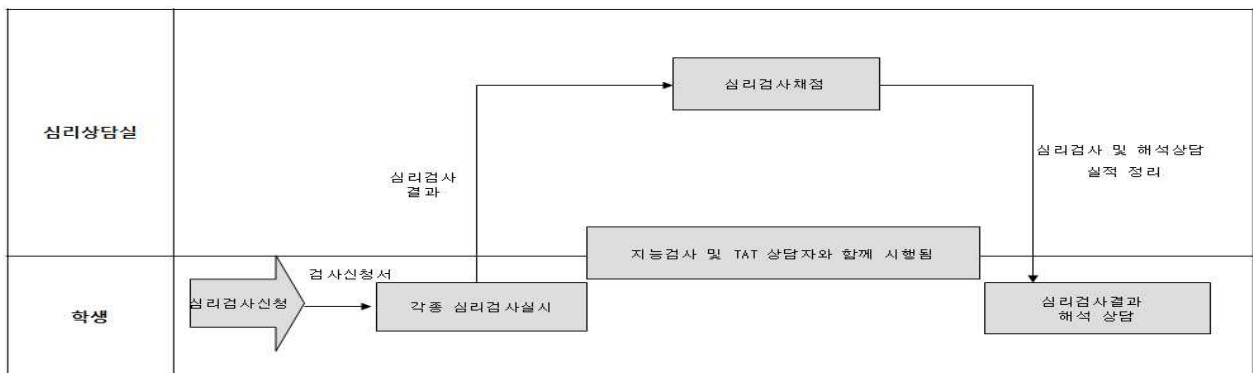 심리상담실
심리검사채점
심리검사
결과
심리검사 및 해석상담
실적 정리
지능검사 및 TAT 상담자와 함께 시행됨
학생
심리검사신청
검사신청서
각종 심리검사실시
심리검사결과
해석 상담